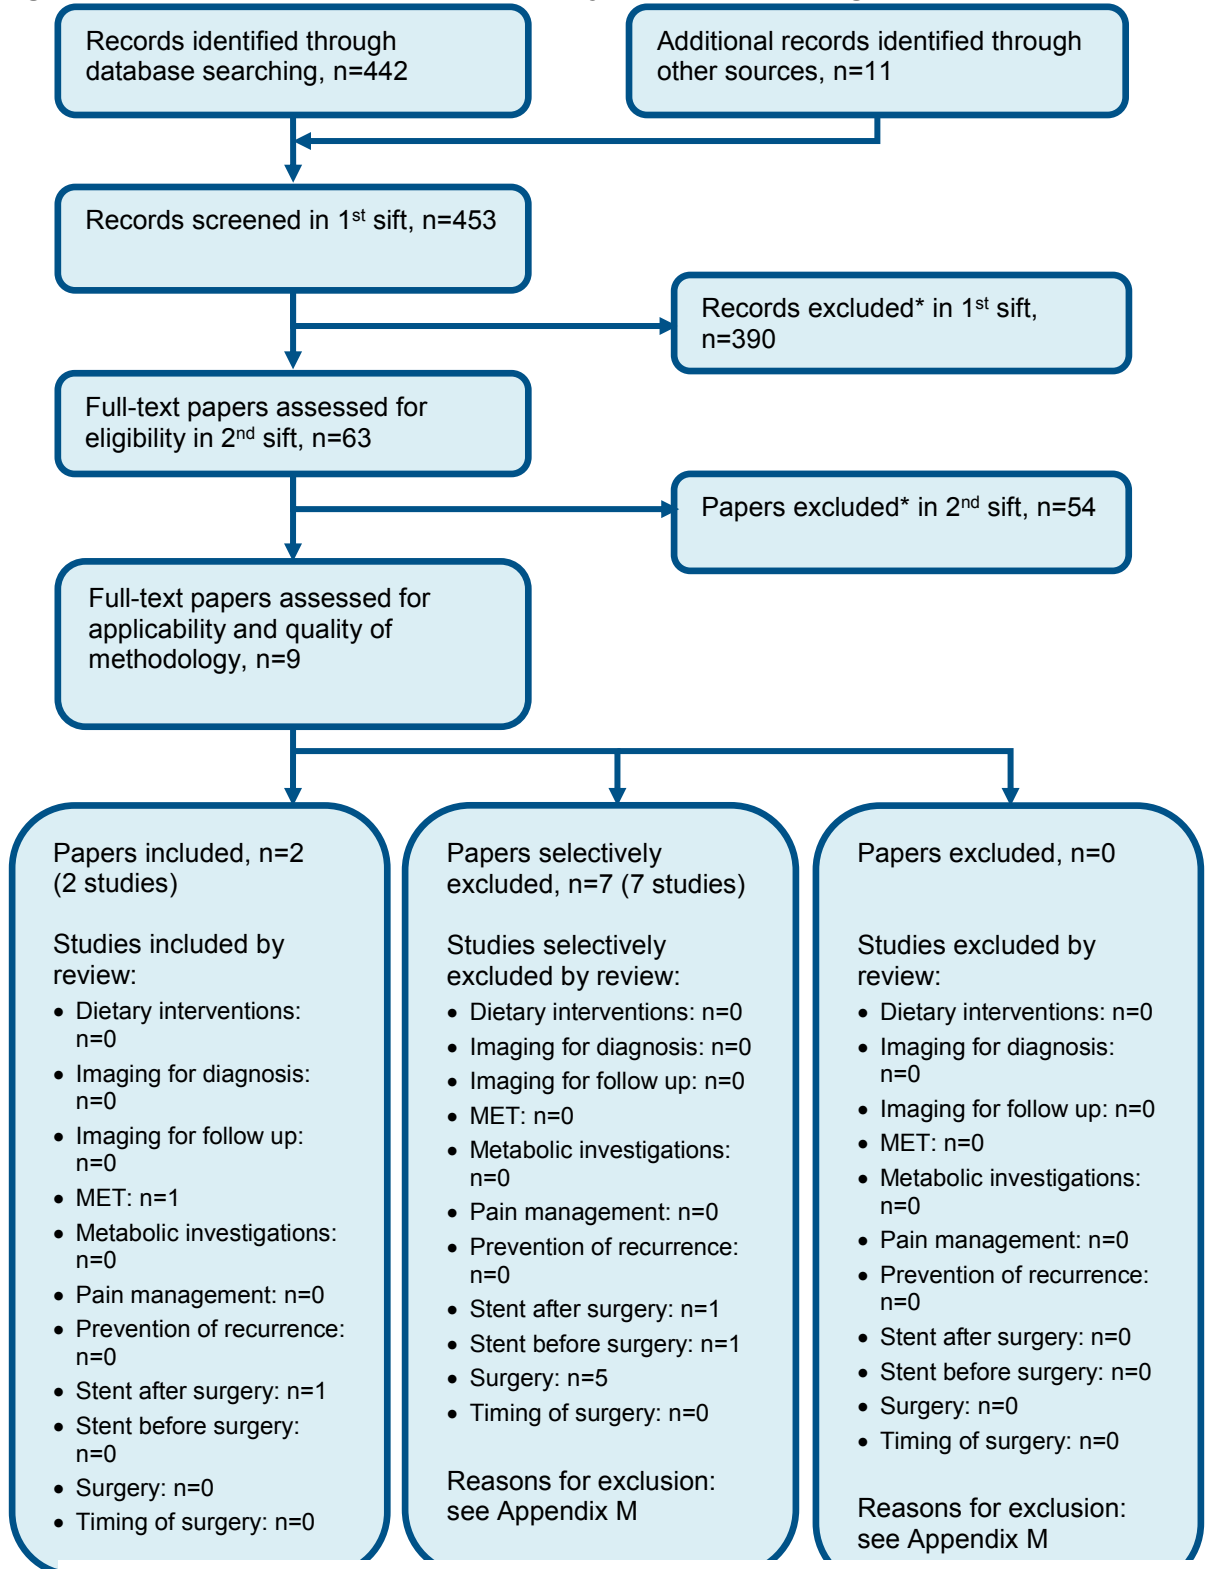 Records identified through
database searching, n=442
Additional records identified through
other sources, n=11
Records screened in 1st sift, n=453
Records excluded* in 1st sift,
n=390
Full-text papers assessed for
eligibility in 2nd sift, n=63
Papers excluded* in 2nd sift, n=54
Full-text papers assessed for
applicability and quality of
methodology, n=9
Papers included, n=2
(2 studies)
Studies included by
review:
• Dietary interventions:
n=0
• Imaging for diagnosis:
n=0
• Imaging for follow up:
n=0
• MET: n=1
• Metabolic investigations:
n=0
• Pain management: n=0
• Prevention of recurrence:
n=0
• Stent after surgery: n=1
• Stent before surgery:
n=0
• Surgery: n=0
• Timing of surgery: n=0
Papers selectively
excluded, n=7 (7 studies)
Studies selectively
excluded by review:
• Dietary interventions: n=0
• Imaging for diagnosis: n=0
• Imaging for follow up: n=0
• MET: n=0
• Metabolic investigations:
n=0
• Pain management: n=0
• Prevention of recurrence:
n=0
• Stent after surgery: n=1
• Stent before surgery: n=1
• Surgery: n=5
• Timing of surgery: n=0
Reasons for exclusion:
see Appendix M
Papers excluded, n=0
Studies excluded by
review:
• Dietary interventions: n=0
• Imaging for diagnosis:
n=0
• Imaging for follow up: n=0
• MET: n=0
• Metabolic investigations:
n=0
• Pain management: n=0
• Prevention of recurrence:
n=0
• Stent after surgery: n=0
• Stent before surgery: n=0
• Surgery: n=0
• Timing of surgery: n=0
Reasons for exclusion:
see Appendix M